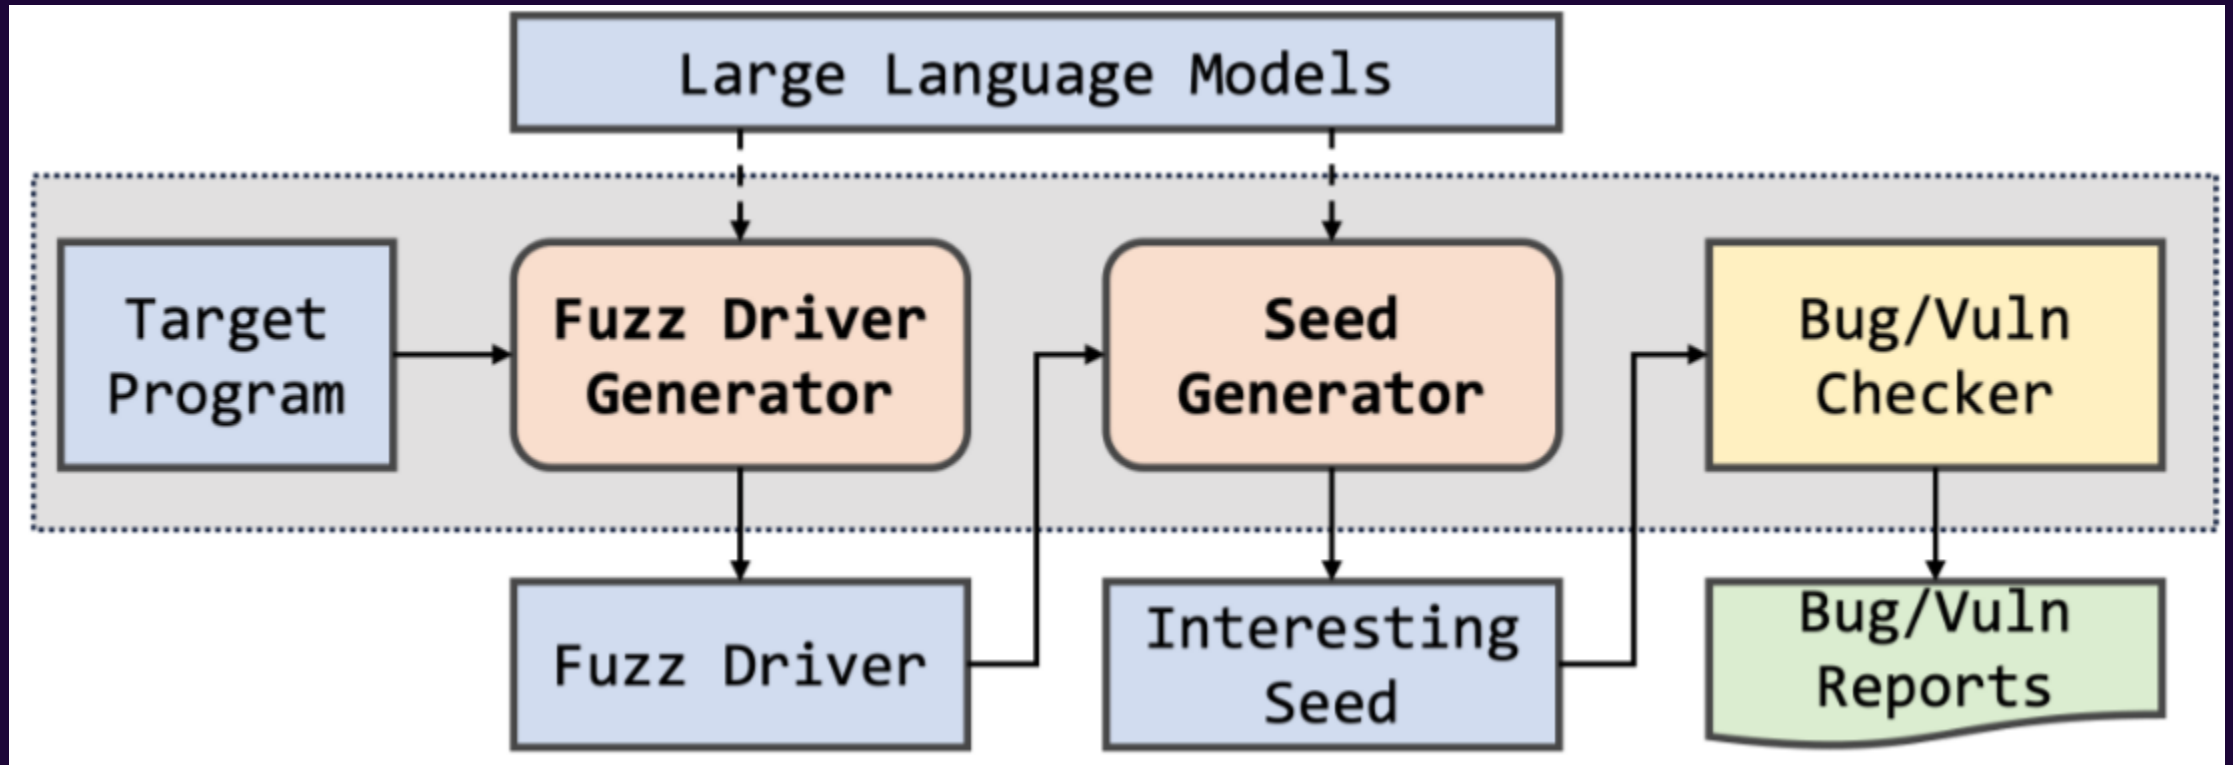 Large Language Models
Target
Program
Fuzz Driver
Generator
Seed
Generator
Bug/Vuln
Checker
Fuzz Driver
Interesting
Seed
Bug/Vuln
Reports